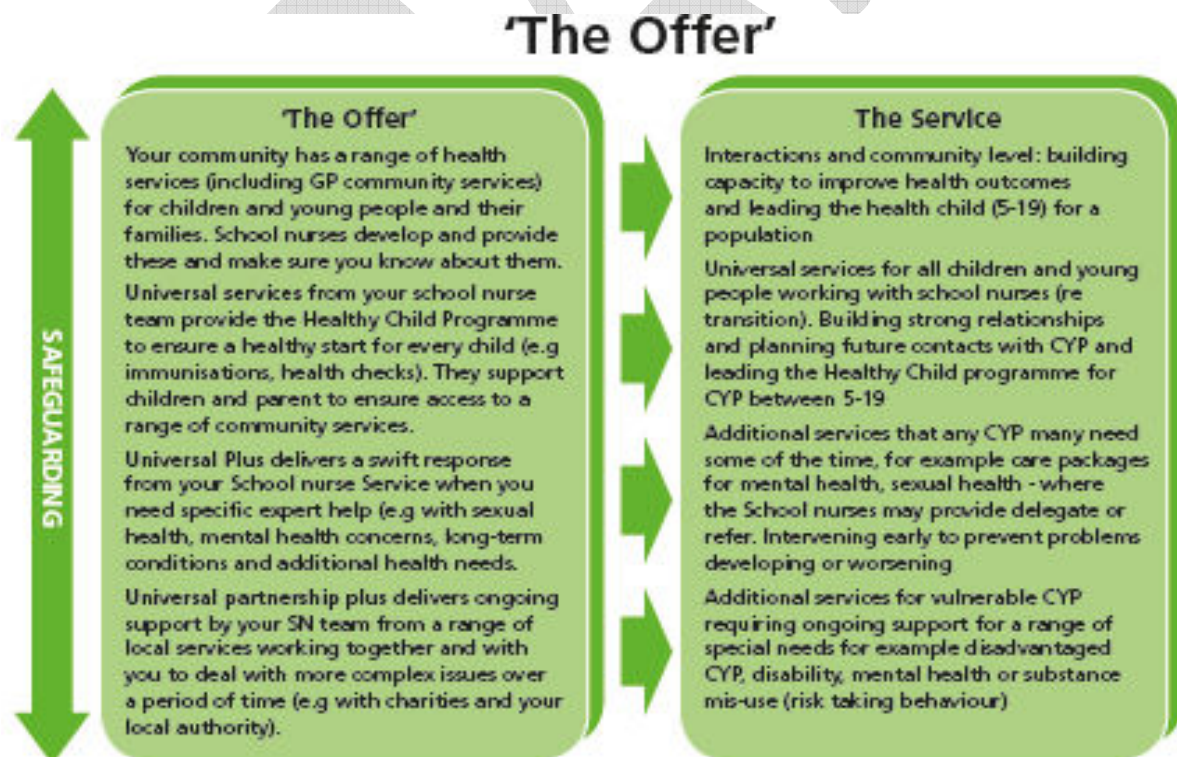 'The Offer'
SAFEGUARDING
'The Offer'
Your community has a range of health
services (including GP community services)
for children and young people and their
families. School nurses develop and provide
these and make sure you know about them.
Universal services from your school nurse
team provide the Healthy Child Programme
to ensure a healthy start for every child (e.g
immunisations, health checks). They support
children and parent to ensure access to a
range of community services.
Universal Plus delivers a swift response
from your School nurse Service when you
need specific expert help (e.g with sexual
health, mental health concerns, long-term
conditions and additional health needs.
Universal partnership plus delivers ongoing
support by your SN team from a range of
local services working together and with
you to deal with more complex issues over
a period of time (e.g with charities and your
local authority).
The Service
Interactions and community level: building
capacity to improve health outcomes
and leading the health child (5-19) for a
population
Universal services for all children and young
people working with school nurses (re
transition). Building strong relationships
and planning future contacts with CYP and
leading the Healthy Child programme for
CYP between 5-19
Additional services that any CYP many need
some of the time, for example care packages
for mental health, sexual health - where
the School nurses may provide delegate or
refer. Intervening early to prevent problems
developing or worsening
Additional services for vulnerable CYP
requiring ongoing support for a range of
special needs for example disadvantaged
CYP, disability, mental health or substance
mis-use (risk taking behaviour)